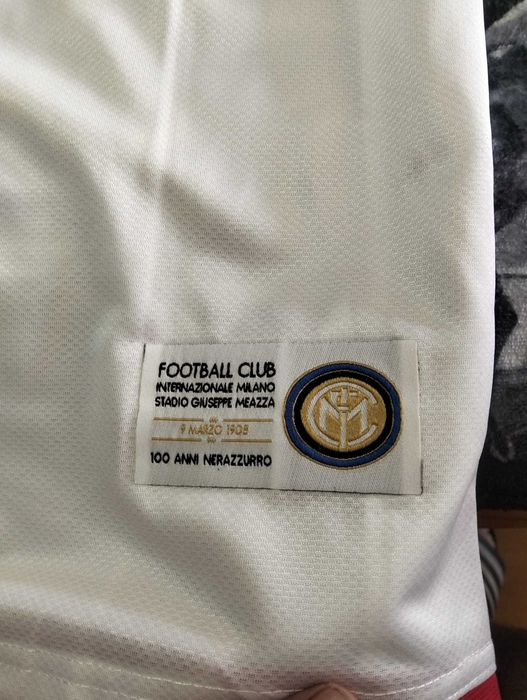 FOOTBALL CLUB
INTERNAZIONALE MILANO
STADIO GIUSEPPE MEAZZA
9 MARZO 1908
100 ANNI NERAZZURRO